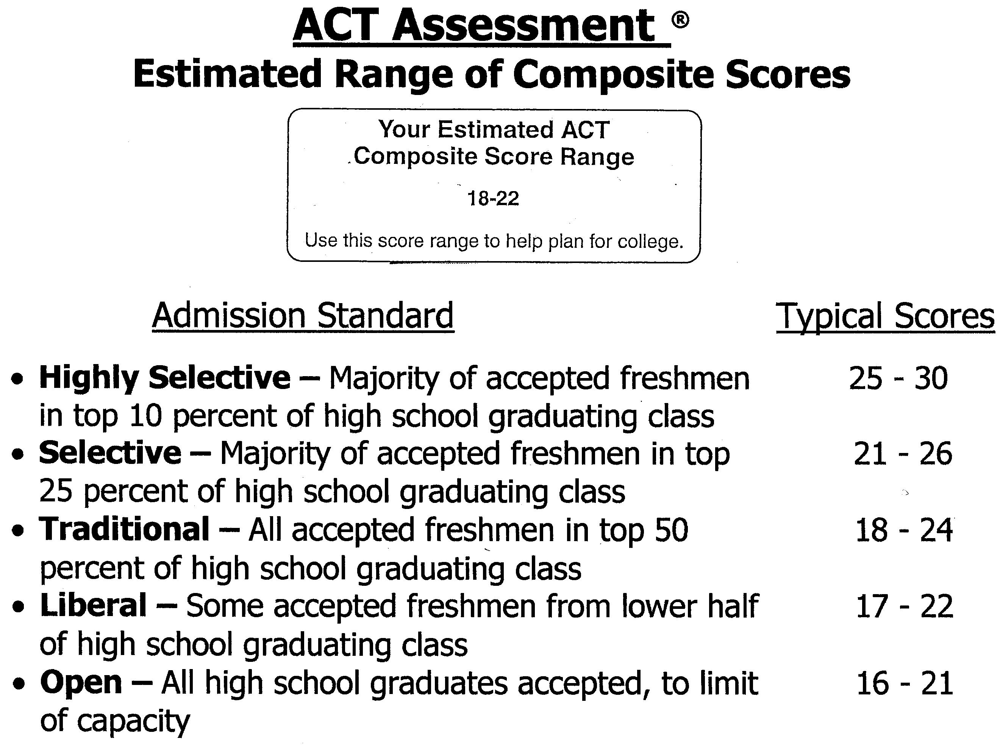 ACT Assessment ®
Estimated Range of Composite Scores
Your Estimated ACT
Composite Score Range
18-22
Use this score range to help plan for college.
Admission Standard Typical Scores
• Highly Selective – Majority of accepted freshmen 25 - 30
in top 10 percent of high school graduating class
• Selective – Majority of accepted freshmen in top 21 - 26
25 percent of high school graduating class
• Traditional – All accepted freshmen in top 50 18 - 24
percent of high school graduating class
• Liberal – Some accepted freshmen from lower half 17 - 22
of high school graduating class
• Open – All high school graduates accepted, to limit 16 - 21
of capacity